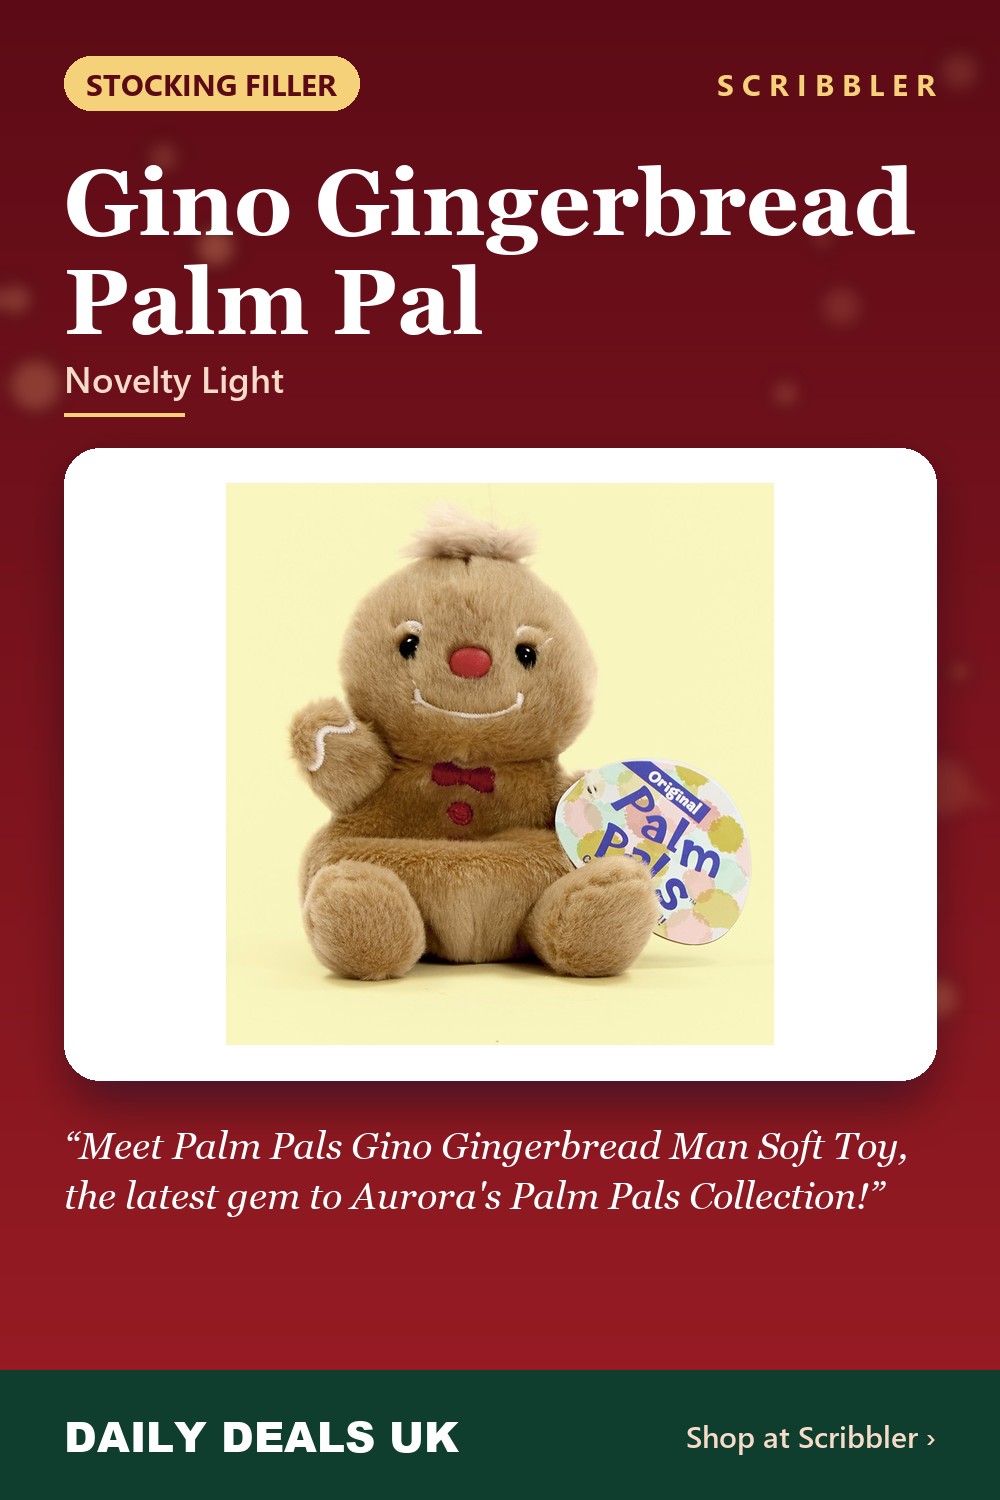 STOCKING FILLER
SCRIBBLER
Gino Gingerbread
Palm Pal
Novelty Light
Original
Palm
Pals
“Meet Palm Pals Gino Gingerbread Man Soft Toy,
the latest gem to Aurora's Palm Pals Collection!”
DAILY DEALS UK
Shop at Scribbler ›